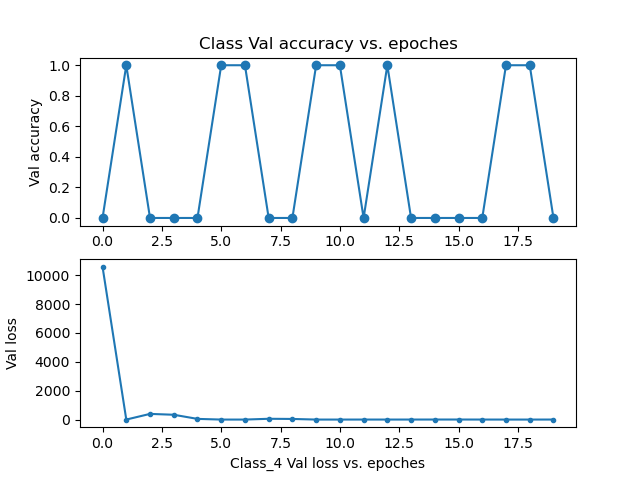 Class Val accuracy vs. epochs
Val accuracy
1.0
0.8
0.6
0.4
0.2
0.0
0.0 2.5 5.0 7.5 10.0 12.5 15.0 17.5
Val loss
10000
8000
6000
4000
2000
0
0.0 2.5 5.0 7.5 10.0 12.5 15.0 17.5
Class_4 Val loss vs. epoches